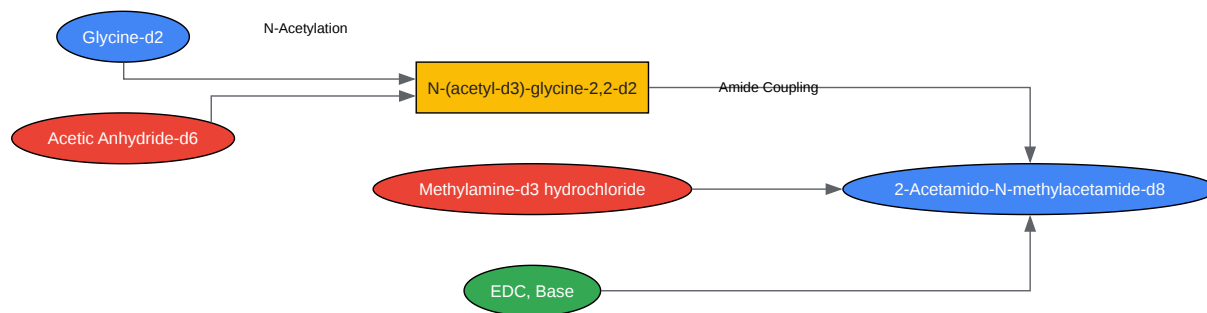 Glycine-d2
N-Acetylation
N-(acetyl-d3)-glycine-2,2-d2
Amide Coupling
Acetic Anhydride-d6
Methylamine-d3 hydrochloride
2-Acetamido-N-methylacetamide-d8
EDC, Base